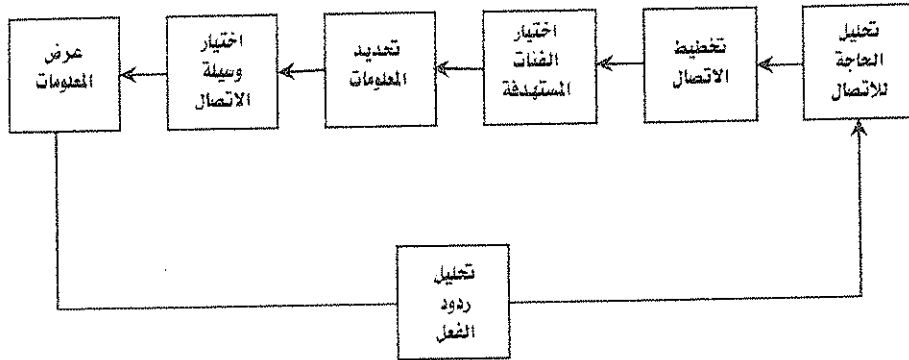 تحليل
الحاجة
للاتصال
تخطيط
الاتصال
اختيار
الفئات
المستهدفة
تحديد
المعلومات
اختيار
وسيلة
الاتصال
عرض
المعلومات
تحليل
ردود
الفعل